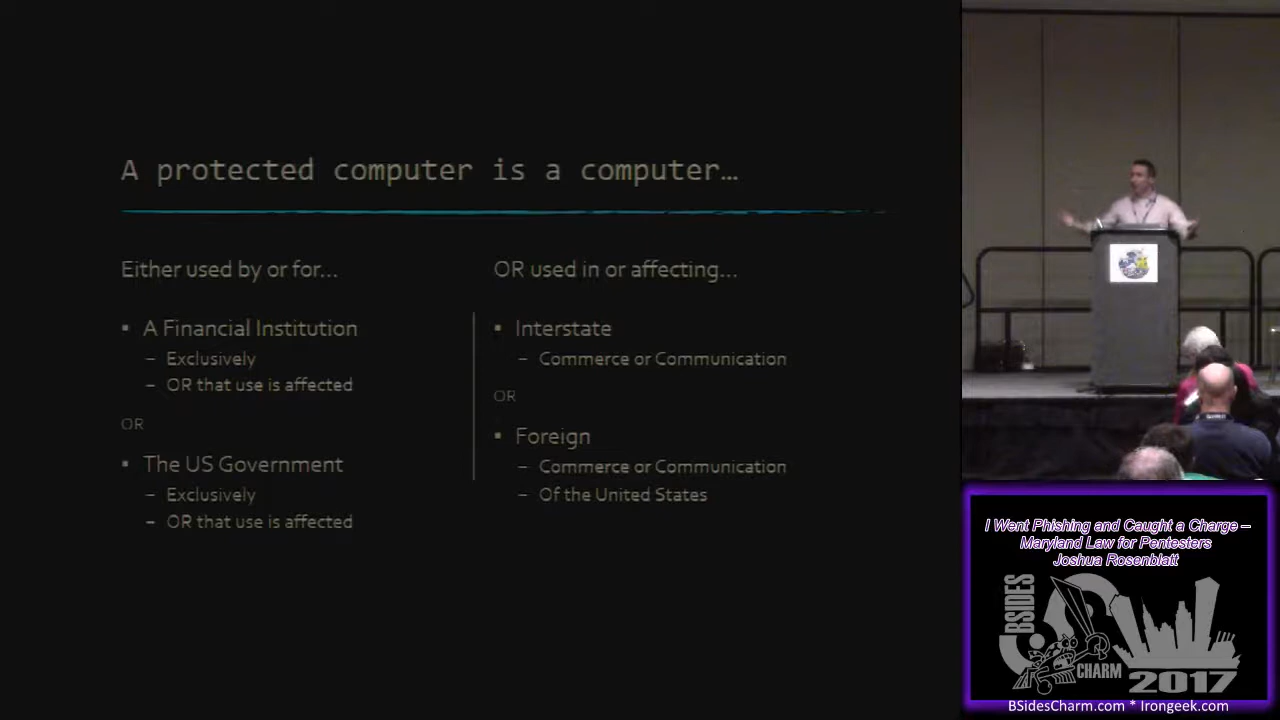 A protected computer is a computer…
Either used by or for…
▪ A Financial Institution
– Exclusively
– OR that use is affected
OR
▪ The US Government
– Exclusively
– OR that use is affected
OR used in or affecting…
▪ Interstate
– Commerce or Communication
OR
▪ Foreign
– Commerce or Communication
– Of the United States
I Went Phishing and Caught a Charge –
Maryland Law for Pentesters
Joshua Rosenblatt
BSIDES
CHARM
2017
BSidesCharm.com * Irongeek.com